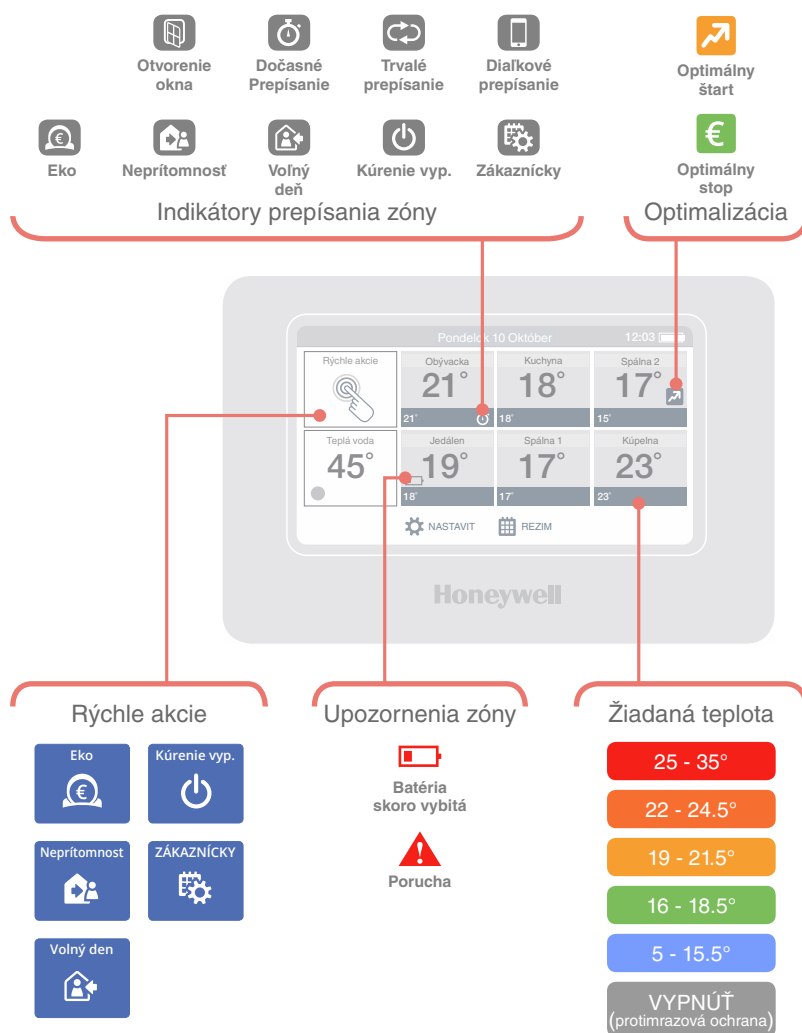 Otvorenie
okna
Dočasné
Prepísanie
Trvalé
prepísanie
Diaľkové
prepísanie
Optimálny
štart
Eko
Neprítomnosť
Voľný
deň
Kúrenie vyp.
Zákaznícky
€
Optimálny
stop
Indikátory prepísania zóny
Optimalizácia
Pondelok 10 Október
12:03
Rýchle akcie
Obývacka
21°
21°
Kuchyna
18°
18°
Spálna 2
17°
15°
Teplá voda
45°
Jedálen
19°
18°
Spálna 1
17°
17°
Kúpelna
23°
23°
NASTAVIT
REZIM
Honeywell
Rýchle akcie
Upozornenia zóny
Žiadaná teplota
Eko
€
Kúrenie vyp.
Neprítomnost
ZÁKAZNÍCKY
Volný den
Batéria
skoro vybitá
Porucha
25 - 35°
22 - 24.5°
19 - 21.5°
16 - 18.5°
5 - 15.5°
VYPNÚŤ
(protimrazová ochrana)